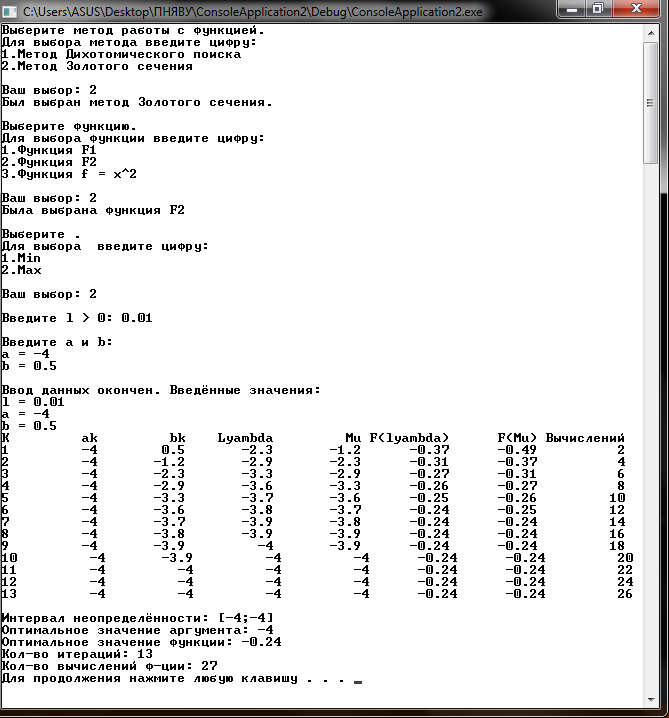 C:\Users\ASUS\Desktop\ПНЯВУ\ConsoleApplication2\Debug\ConsoleApplication2.exe
Выберите метод работы с функцией.
Для выбора метода введите цифру:
1.Метод Дихотомического поиска
2.Метод Золотого сечения
Ваш выбор: 2
Был выбран метод Золотого сечения.
Выберите функцию.
Для выбора функции введите цифру:
1.Функция F1
2.Функция F2
3.Функция f = x^2
Ваш выбор: 2
Была выбрана функция F2
Выберите .
Для выбора  введите цифру:
1.Min
2.Max
Ваш выбор: 2
Введите l > 0: 0.01
Введите a и b:
a = -4
b = 0.5
Ввод данных окончен. Введённые значения:
l = 0.01
a = -4
b = 0.5
K ak bk Lyambda Mu F(lyambda) F(Mu) Вычислений
1 -4 0.5 -2.3 -1.2 -0.37 -0.49 2
2 -4 -1.2 -2.9 -2.3 -0.31 -0.37 4
3 -4 -2.3 -3.3 -2.9 -0.27 -0.31 6
4 -4 -2.9 -3.6 -3.3 -0.26 -0.27 8
5 -4 -3.3 -3.7 -3.6 -0.25 -0.26 10
6 -4 -3.6 -3.8 -3.7 -0.24 -0.25 12
7 -4 -3.7 -3.9 -3.8 -0.24 -0.24 14
8 -4 -3.8 -3.9 -3.9 -0.24 -0.24 16
9 -4 -3.9 -4 -3.9 -0.24 -0.24 18
10 -4 -3.9 -4 -4 -0.24 -0.24 20
11 -4 -4 -4 -4 -0.24 -0.24 22
12 -4 -4 -4 -4 -0.24 -0.24 24
13 -4 -4 -4 -4 -0.24 -0.24 26
Интервал неопределённости: [-4;-4]
Оптимальное значение аргумента: -4
Оптимальное значение функции: -0.24
Кол-во итераций: 13
Кол-во вычислений ф-ции: 27
Для продолжения нажмите любую клавишу . . . _